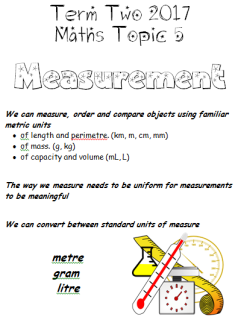 Term Two 2017
Maths Topic 5
Measurement
We can measure, order and compare objects using familiar
metric units
• of length and perimetre. (km, m, cm, mm)
• of mass. (g, kg)
• of capacity and volume (mL, L)
The way we measure needs to be uniform for measurements
to be meaningful
We can convert between standard units of measure
metre
gram
litre